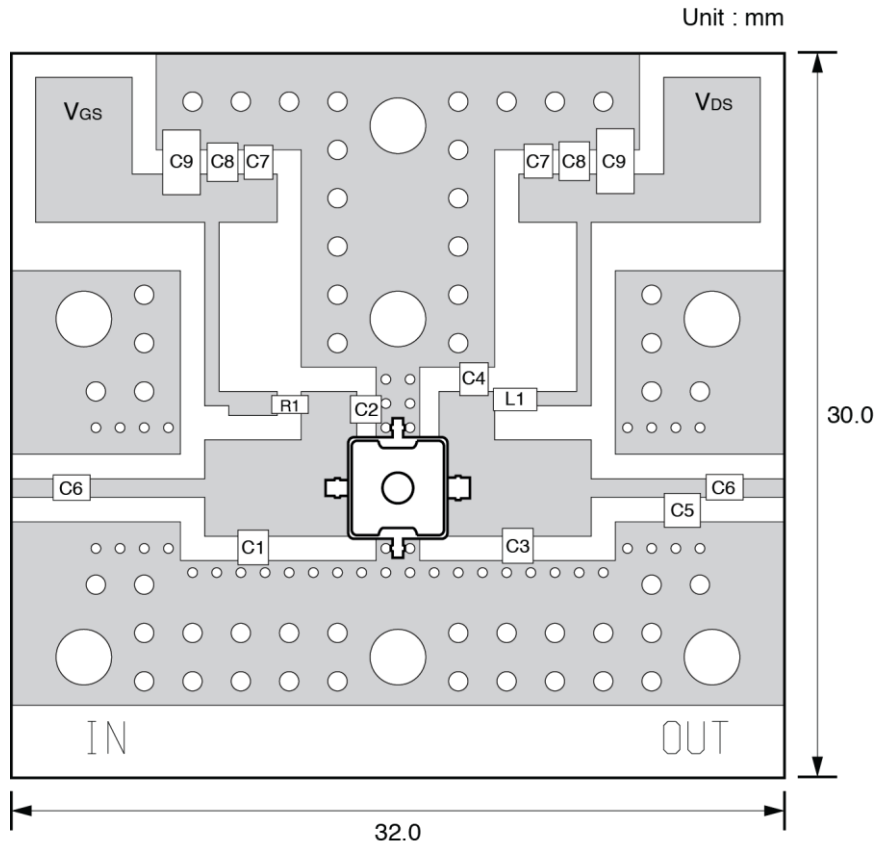 Unit : mm
VGS
VDS
C9 C8 C7
C7 C8 C9
C4
R1 C2 L1
C6 C6
C5
C1 C3
30.0
IN OUT
32.0